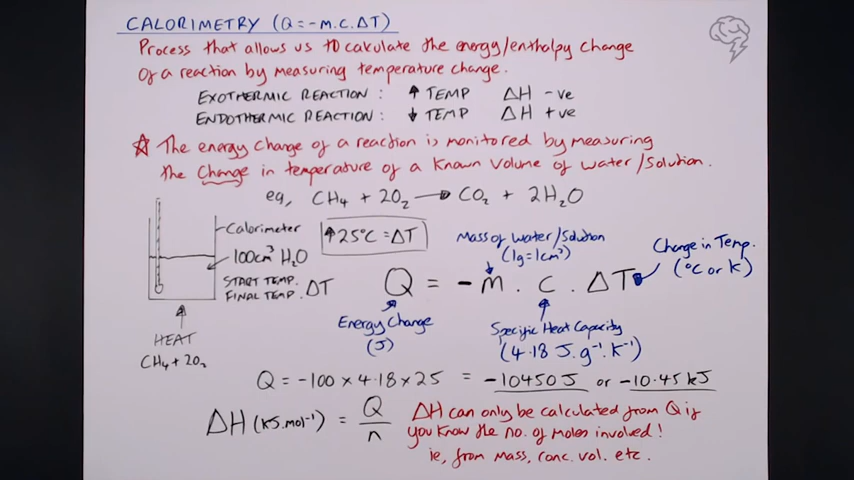 CALORIMETRY (Q = -M.C.ΔT)
Process that allows us to calculate the energy/enthalpy change
of a reaction by measuring temperature change.
EXOTHERMIC REACTION : ↑ TEMP ΔH -ve
ENDOTHERMIC REACTION : ↓ TEMP ΔH +ve
☆ The energy change of a reaction is monitored by measuring
the change in temperature of a known volume of water/solution.
eg, CH₄ + 2O₂ → CO₂ + 2H₂O
Calorimeter
100cm³ H₂O
START TEMP.
FINAL TEMP. ΔT
HEAT
CH₄ + 2O₂
↑25°C = ΔT
Mass of water/solution
(1g = 1cm³)
Change in Temp.
(°C or K)
Q = -m . c . ΔT
Energy Change
(J)
Specific Heat Capacity
(4.18 J.g⁻¹.K⁻¹)
Q = -100 × 4.18 × 25 = -10450 J or -10.45 kJ
ΔH (kJ.mol⁻¹) = Q/n
ΔH can only be calculated from Q if
you know the no. of moles involved!
ie, from mass, conc. vol. etc.